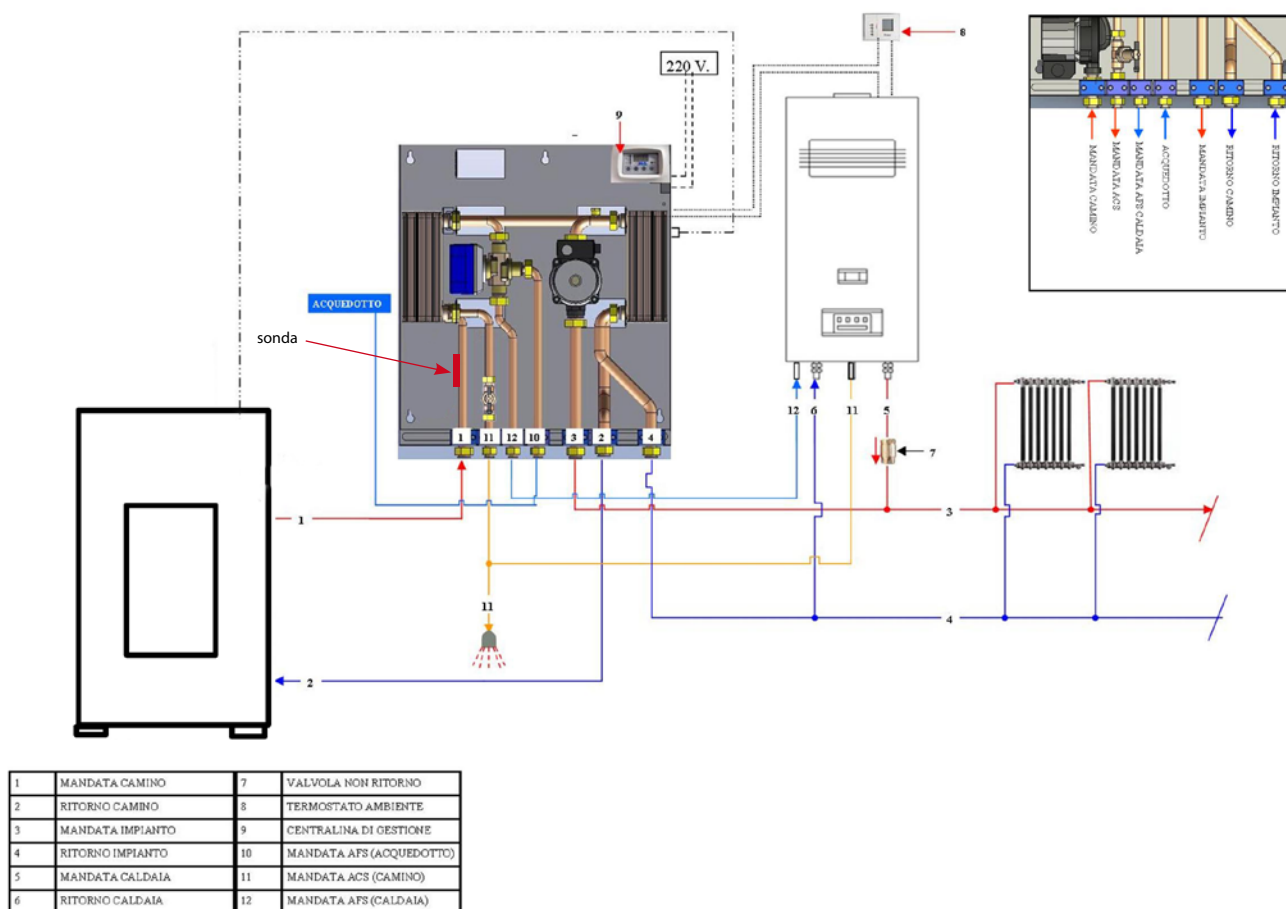 8
220 V.
9
ACQUEDOTTO
sonda
1 11 12 10 3 2 4
12 6 11 5
7
1
3
11
4
2
MANDATA CAMINO
MANDATA ACS
MANDATA AFS CALDAIA
ACQUEDOTTO
MANDATA IMPIANTO
RITORNO CAMINO
RITORNO IMPIANTO
1 MANDATA CAMINO 7 VALVOLA NON RITORNO
2 RITORNO CAMINO 8 TERMOSTATO AMBIENTE
3 MANDATA IMPIANTO 9 CENTRALINA DI GESTIONE
4 RITORNO IMPIANTO 10 MANDATA AFS (ACQUEDOTTO)
5 MANDATA CALDAIA 11 MANDATA ACS (CAMINO)
6 RITORNO CALDAIA 12 MANDATA AFS (CALDAIA)